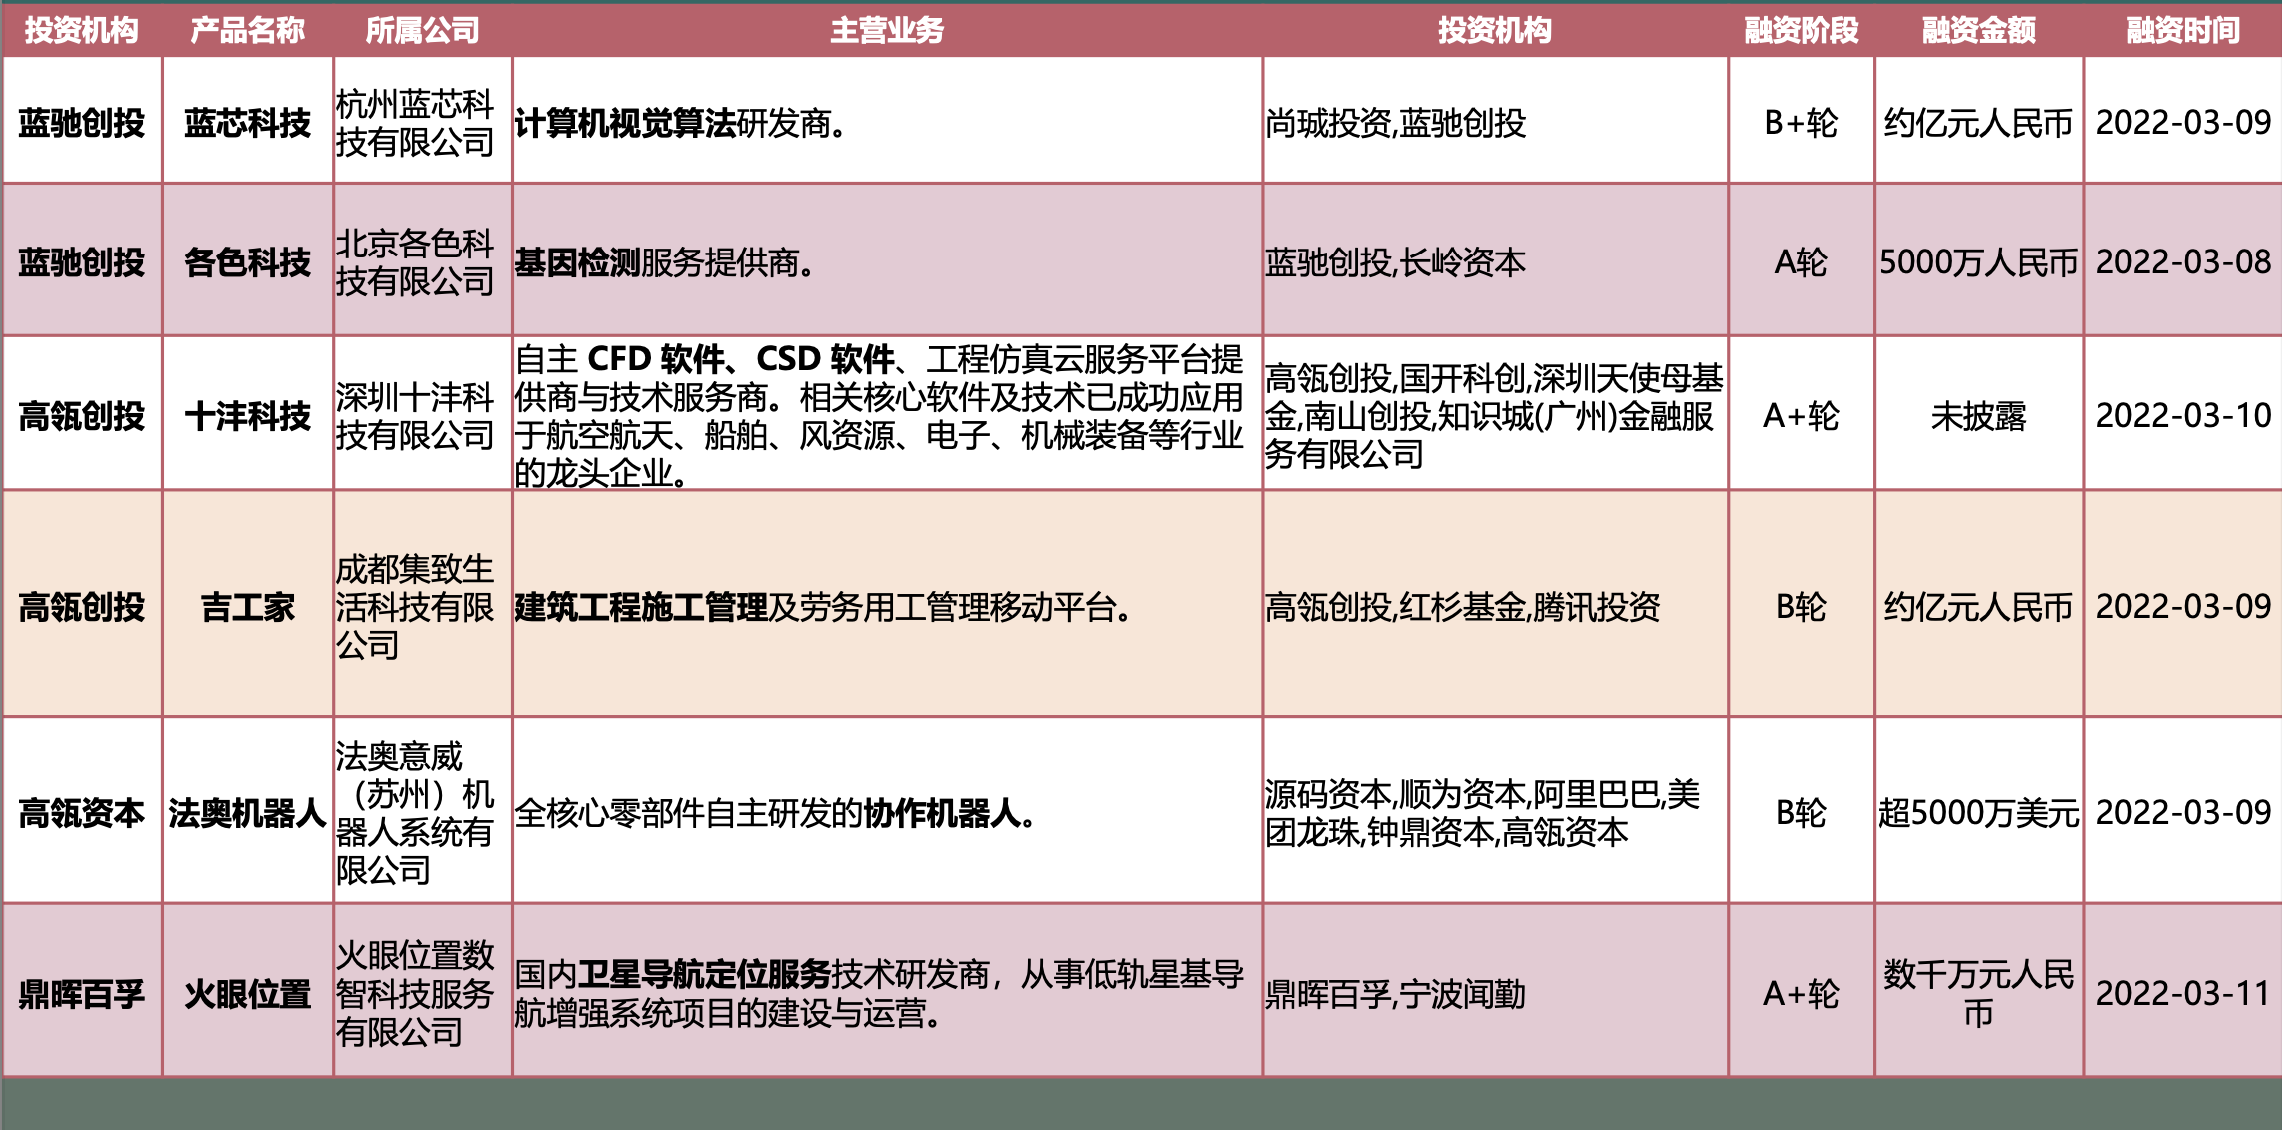 投资机构 产品名称 所属公司 主营业务 投资机构 融资阶段 融资金额 融资时间
蓝驰创投
蓝芯科技
杭州蓝芯科
技有限公司
计算机视觉算法研发商。
尚珹投资,蓝驰创投
B+轮
约亿元人民币
2022-03-09
蓝驰创投
各色科技
北京各色科
技有限公司
基因检测服务提供商。
蓝驰创投,长岭资本
A轮
5000万人民币
2022-03-08
高瓴创投
十沣科技
深圳十沣科
技有限公司
自主 CFD 软件、CSD 软件、工程仿真云服务平台提
供商与技术服务商。相关核心软件及技术已成功应用
于航空航天、船舶、风资源、电子、机械装备等行业
的龙头企业。
高瓴创投,国开科创,深圳天使母基
金,南山创投,知识城(广州)金融服
务有限公司
A+轮
未披露
2022-03-10
高瓴创投
吉工家
成都集致生
活科技有限
公司
建筑工程施工管理及劳务用工管理移动平台。
高瓴创投,红杉基金,腾讯投资
B轮
约亿元人民币
2022-03-09
高瓴资本
法奥机器人
法奥意威
（苏州）机
器人系统有
限公司
全核心零部件自主研发的协作机器人。
源码资本,顺为资本,阿里巴巴,美
团龙珠,钟鼎资本,高瓴资本
B轮
超5000万美元
2022-03-09
鼎晖百孚
火眼位置
火眼位置数
智科技服务
有限公司
国内卫星导航定位服务技术研发商，从事低轨星基导
航增强系统项目的建设与运营。
鼎晖百孚,宁波闻勤
A+轮
数千万元人民
币
2022-03-11